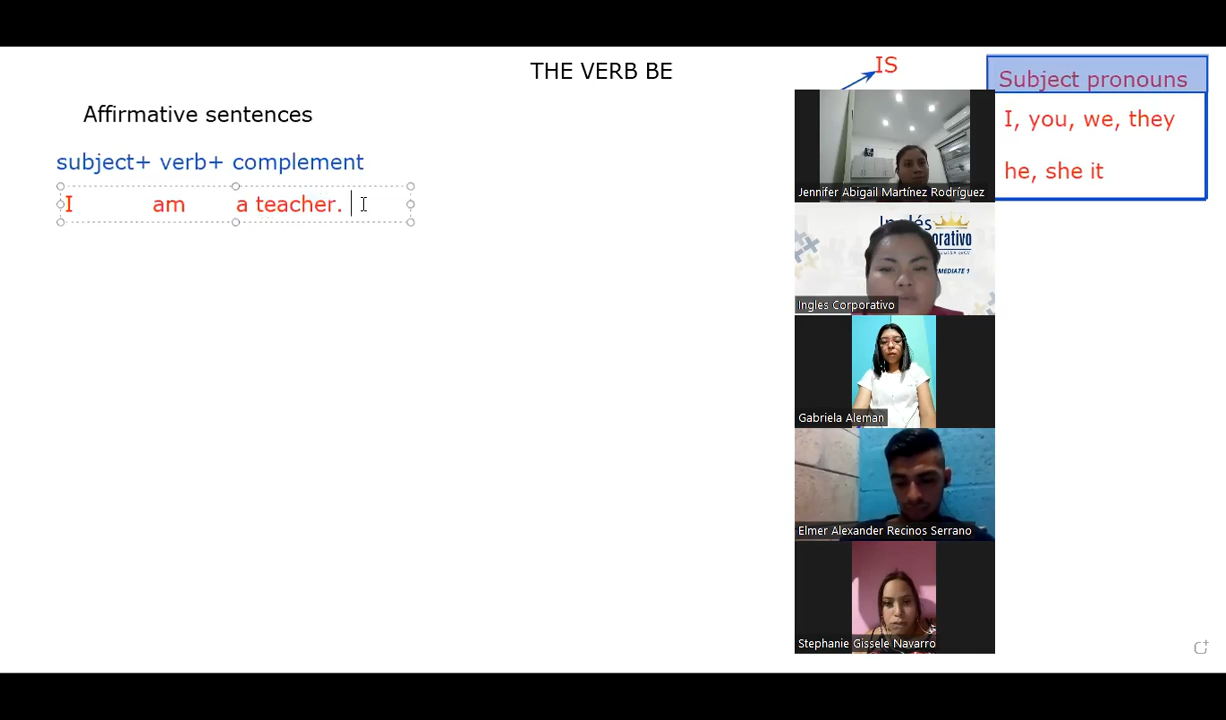 THE VERB BE
IS
Subject pronouns
I, you, we, they
he, she it
Affirmative sentences
subject+ verb+ complement
I am a teacher.
Jennifer Abigail Martínez Rodríguez
Inglés
Ingles Corporativo
Gabriela Aleman
Elmer Alexander Recinos Serrano
Stephanie Gissele Navarro